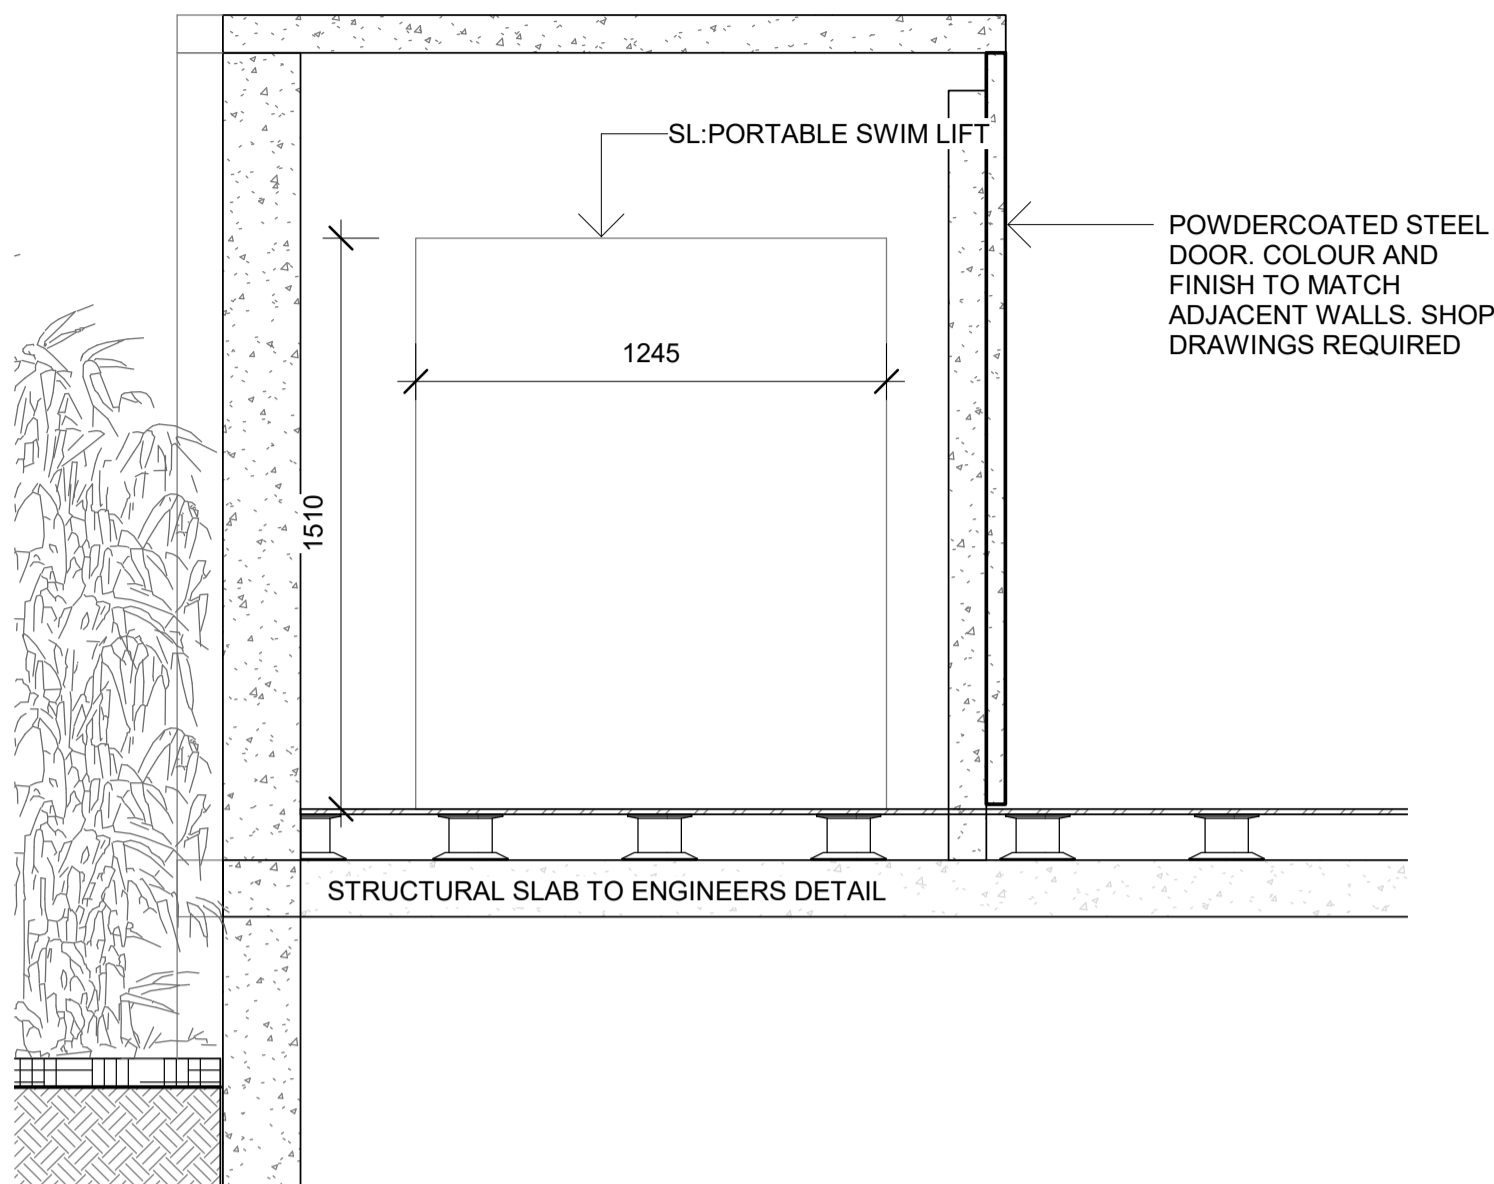 SL:PORTABLE SWIM LIFT
POWDERCOATED STEEL
DOOR. COLOUR AND
FINISH TO MATCH
ADJACENT WALLS. SHOP
DRAWINGS REQUIRED
1245
1510
STRUCTURAL SLAB TO ENGINEERS DETAIL